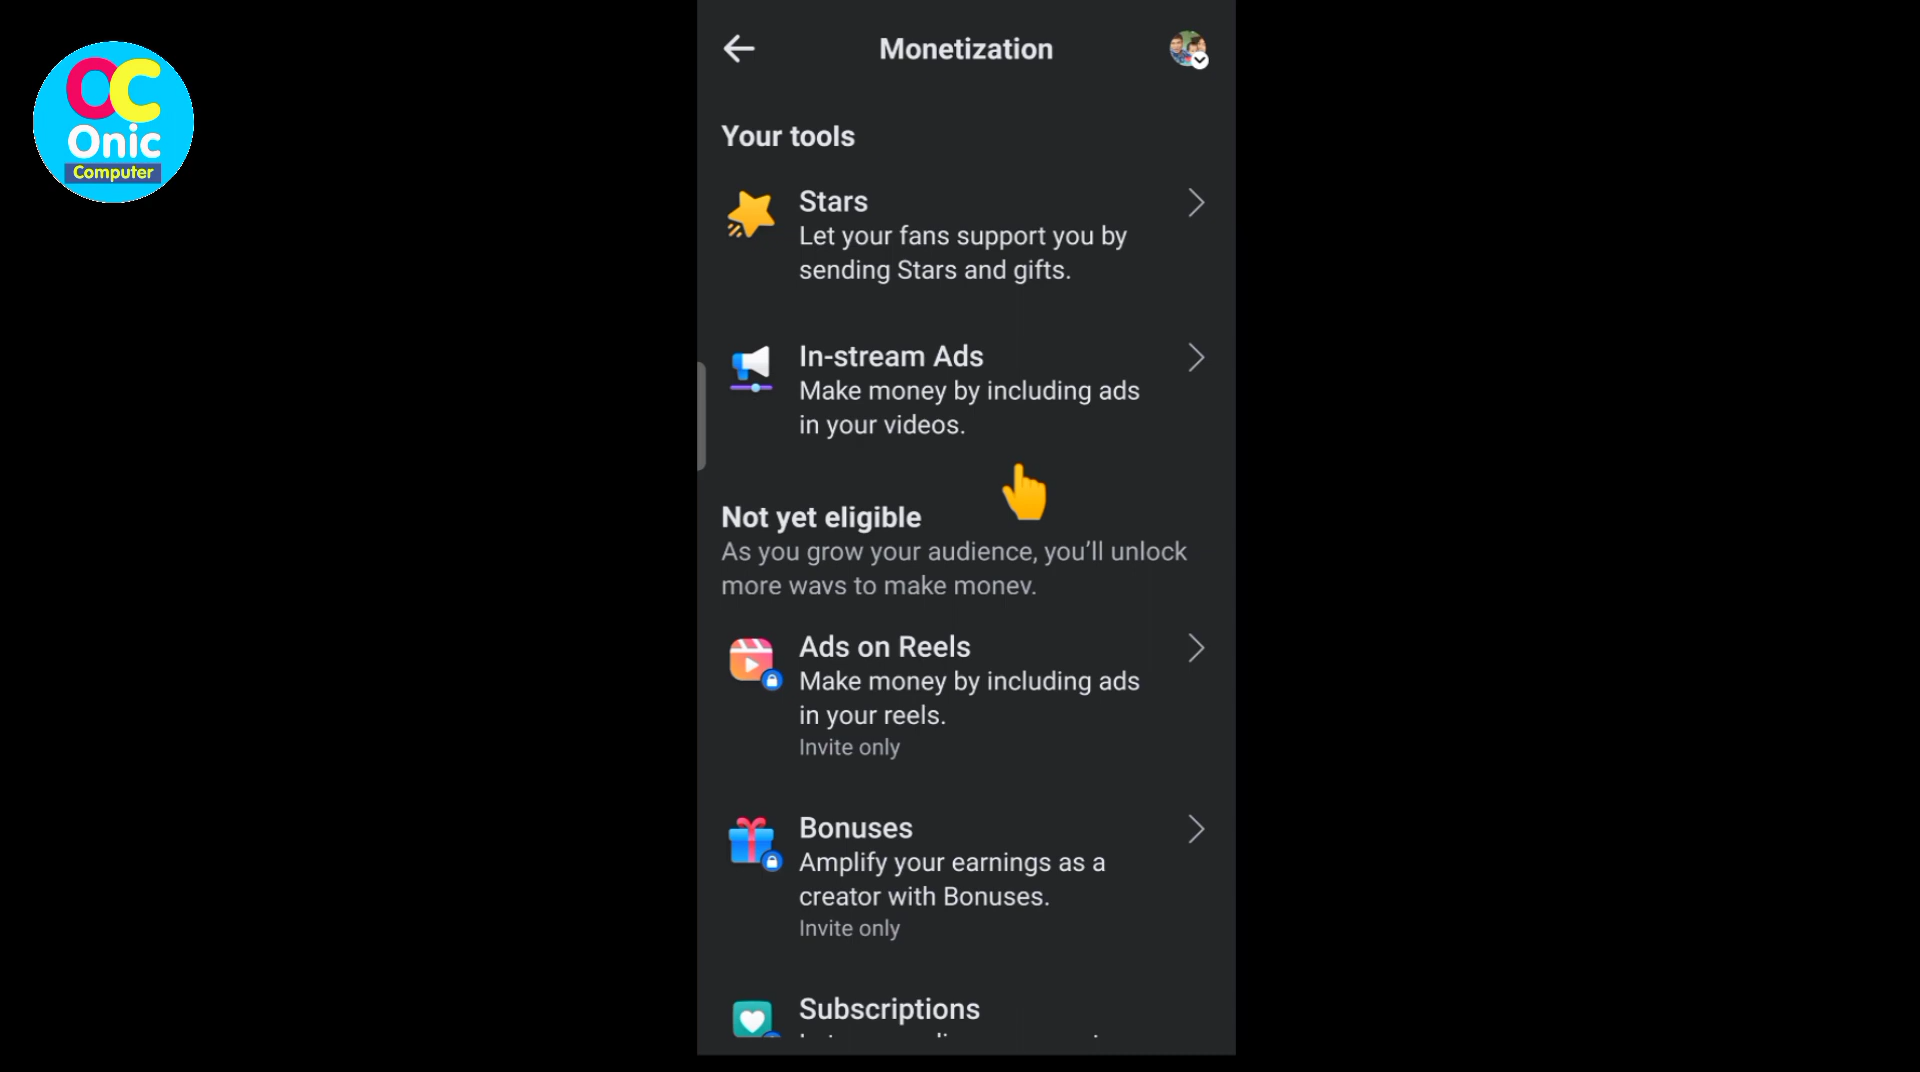 OC
Onic
Computer
Monetization
Your tools
Stars
Let your fans support you by
sending Stars and gifts.
In-stream Ads
Make money by including ads
in your videos.
Not yet eligible
As you grow your audience, you'll unlock
more ways to make money.
Ads on Reels
Make money by including ads
in your reels.
Invite only
Bonuses
Amplify your earnings as a
creator with Bonuses.
Invite only
Subscriptions